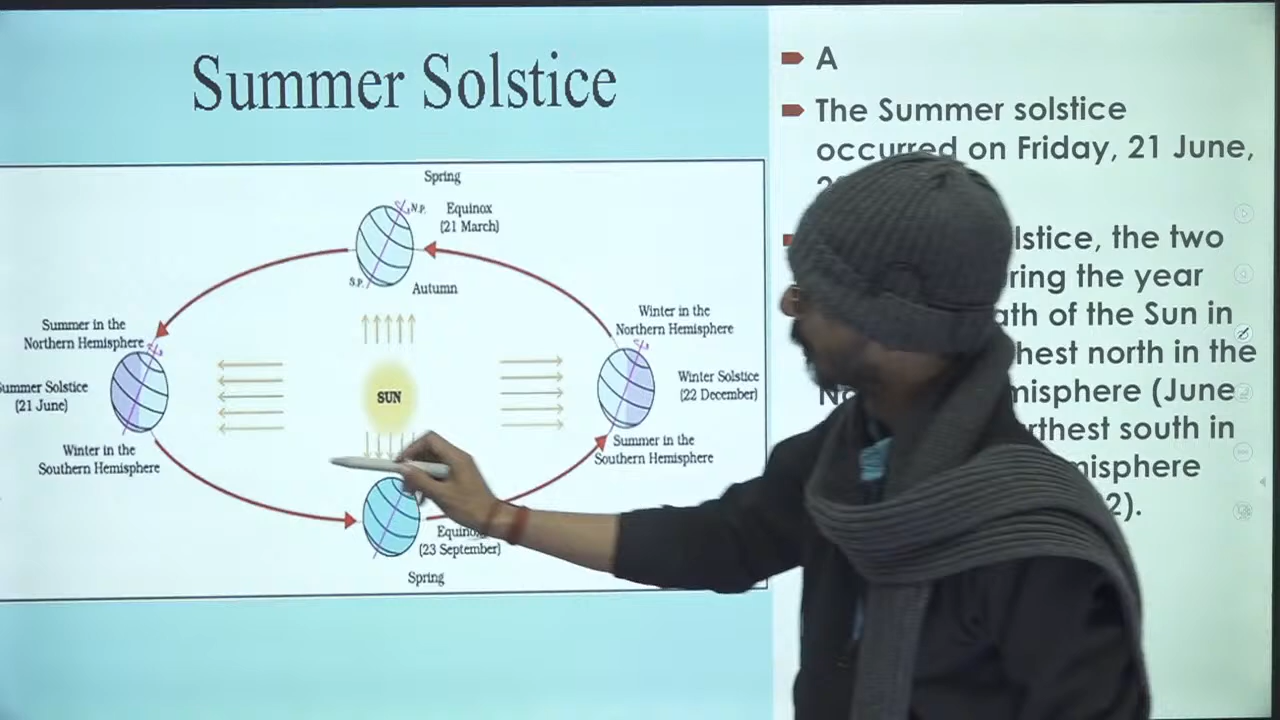 Summer Solstice
Spring
N.P.
Equinox
(21 March)
S.P.
Autumn
Summer in the
Northern Hemisphere
Summer Solstice
(21 June)
Winter in the
Southern Hemisphere
SUN
Winter in the
Northern Hemisphere
Winter Solstice
(22 December)
Summer in the
Southern Hemisphere
Equinox
(23 September)
Spring
A
The Summer solstice
occurred on Friday, 21 June,
lstice, the two
ring the year
ath of the Sun in
hest north in the
misphere (June
rthest south in
misphere
2).